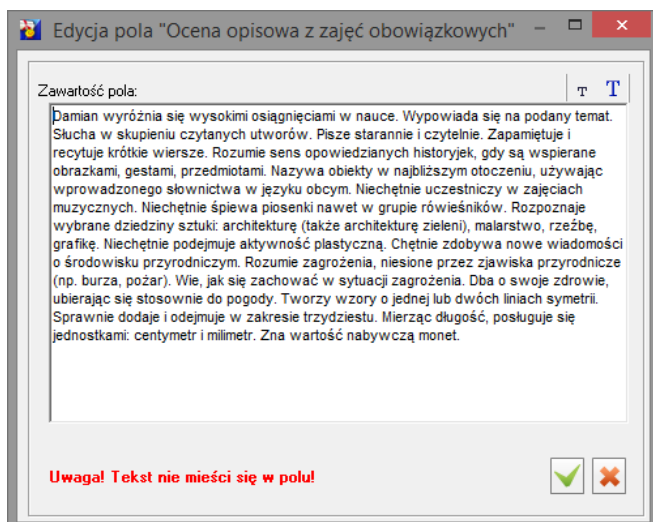 Edycja pola "Ocena opisowa z zajęć obowiązkowych"
Zawartość pola:
T T
Damian wyróżnia się wysokimi osiągnięciami w nauce. Wypowiada się na podany temat.
Słucha w skupieniu czytanych utworów. Pisze starannie i czytelnie. Zapamiętuje i
recytuje krótkie wiersze. Rozumie sens opowiedzianych historyjek, gdy są wspierane
obrazkami, gestami, przedmiotami. Nazywa obiekty w najbliższym otoczeniu, używając
wprowadzonego słownictwa w języku obcym. Niechętnie uczestniczy w zajęciach
muzycznych. Niechętnie śpiewa piosenki nawet w grupie rówieśników. Rozpoznaje
wybrane dziedziny sztuki: architekturę (także architekturę zieleni), malarstwo, rzeźbę,
grafikę. Niechętnie podejmuje aktywność plastyczną. Chętnie zdobywa nowe wiadomości
o środowisku przyrodniczym. Rozumie zagrożenia, niesione przez zjawiska przyrodnicze
(np. burza, pożar). Wie, jak się zachować w sytuacji zagrożenia. Dba o swoje zdrowie,
ubierając się stosownie do pogody. Tworzy wzory o jednej lub dwóch liniach symetrii.
Sprawnie dodaje i odejmuje w zakresie trzydziestu. Mierząc długość, posługuje się
jednostkami: centymetr i milimetr. Zna wartość nabywczą monet.
Uwaga! Tekst nie mieści się w polu!